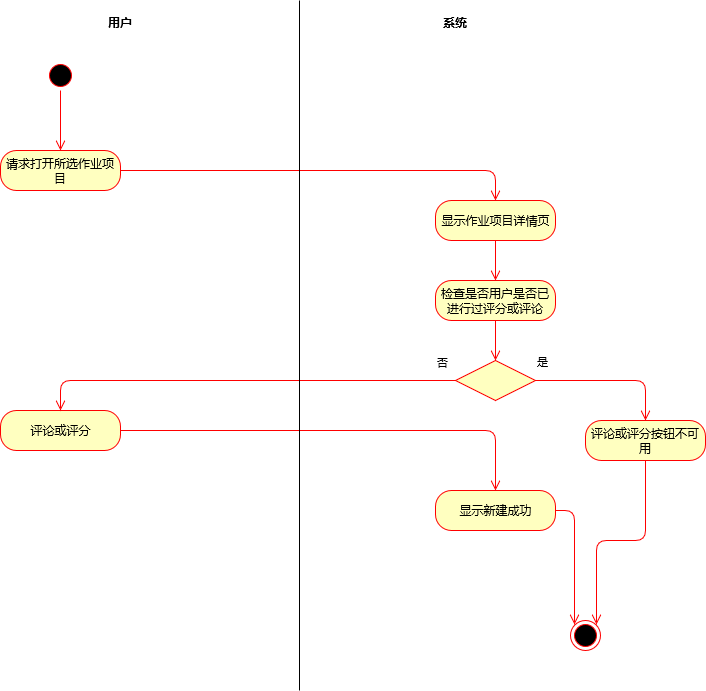 用户
系统
请求打开所选作业项
目
显示作业项目详情页
检查是否用户是否已
进行过评分或评论
否
是
评论或评分
评论或评分按钮不可
用
显示新建成功